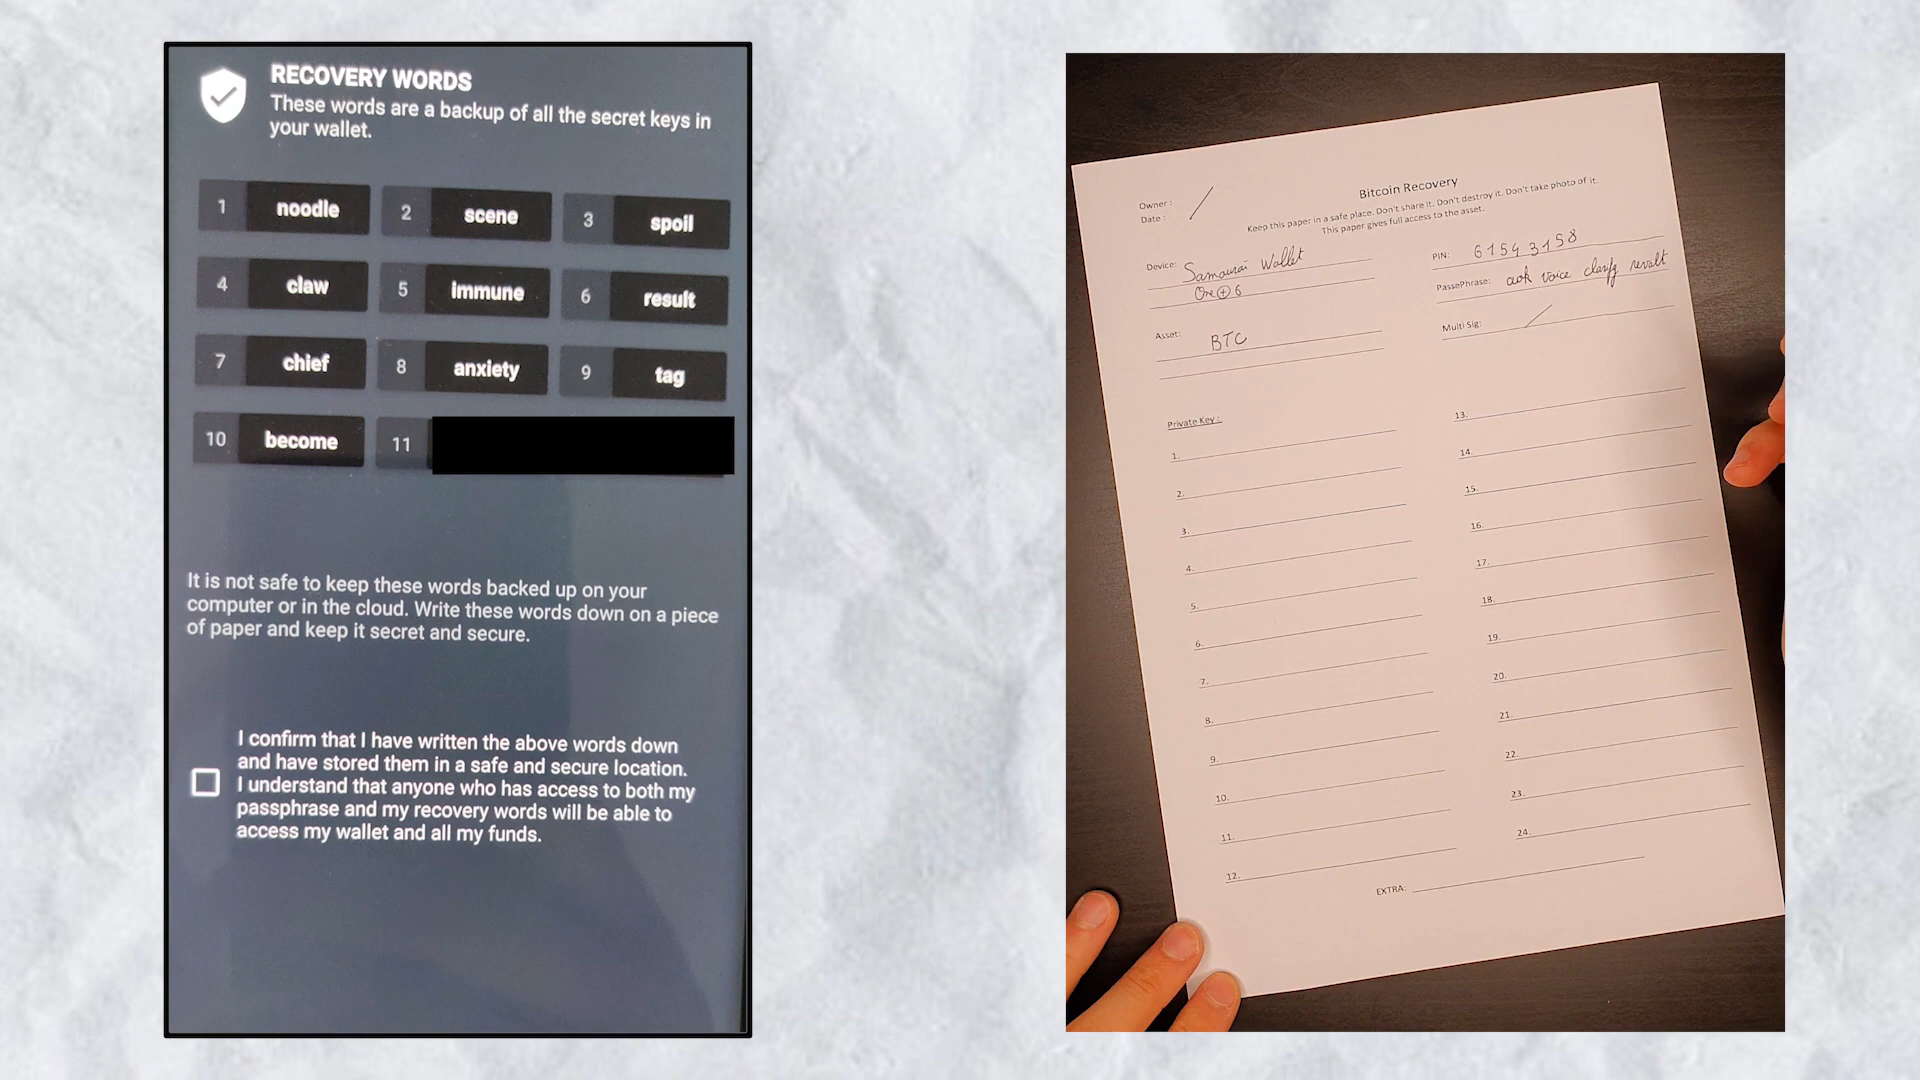 RECOVERY WORDS
These words are a backup of all the secret keys in
your wallet.
1 noodle 2 scene 3 spoil
4 claw 5 immune 6 result
7 chief 8 anxiety 9 tag
10 become 11
It is not safe to keep these words backed up on your
computer or in the cloud. Write these words down on a piece
of paper and keep it secret and secure.
I confirm that I have written the above words down
and have stored them in a safe and secure location.
I understand that anyone who has access to both my
passphrase and my recovery words will be able to
access my wallet and all my funds.
Bitcoin Recovery
Owner :
Date :
Keep this paper in a safe place. Don't share it. Don't destroy it. Don't take photo of it.
This paper gives full access to the asset.
Device: Samourai Wallet
One+6
Asset: BTC
PIN: 61543158
PassePhrase: voice clarify revolt
Multi Sig: /
Private Key :
1.
2.
3.
4.
5.
6.
7.
8.
9.
10.
11.
12.
13.
14.
15.
16.
17.
18.
19.
20.
21.
22.
23.
24.
EXTRA: